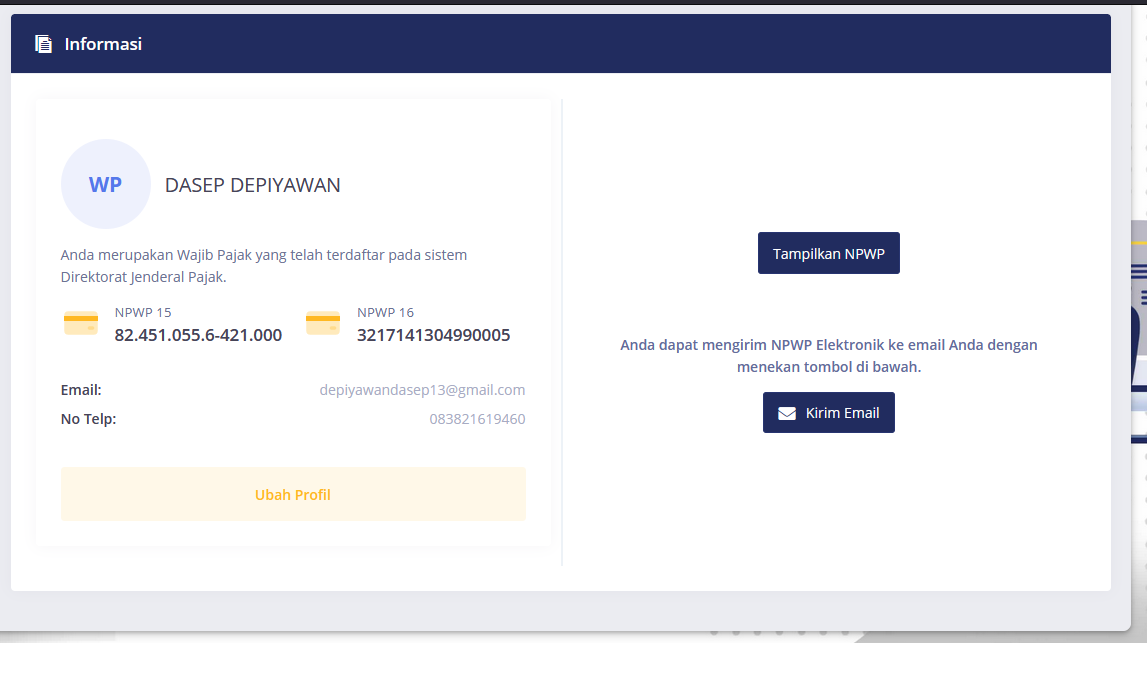 Informasi
WP
DASEP DEPIYAWAN
Anda merupakan Wajib Pajak yang telah terdaftar pada sistem
Direktorat Jenderal Pajak.
NPWP 15
82.451.055.6-421.000
NPWP 16
3217141304990005
Email:
depiyawandasep13@gmail.com
No Telp:
083821619460
Ubah Profil
Tampilkan NPWP
Anda dapat mengirim NPWP Elektronik ke email Anda dengan
menekan tombol di bawah.
Kirim Email